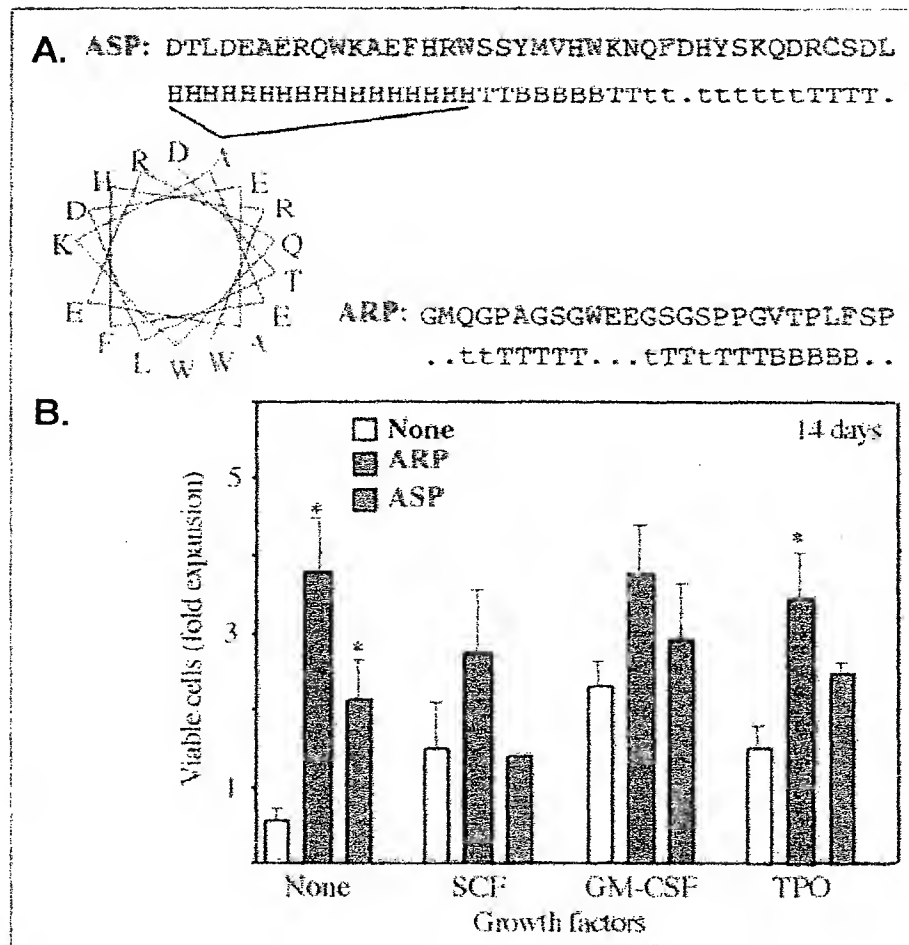 A. ASP: DTLDEAERQWKAEFHRWSSYMVHWKNQFDHYSKQDRCSDL
HHHHHHHHHHHHHHHHHHTTBBBBBTTtt.ttttttTTTT.
D
R A
H E
D R
K Q
T
E E
F A
L W W
ARP: GMQGPAGSGWEEGSGSPPGVTPLFSP
..ttTTTTT...tTTtTTTBBBBB..
B.
None
14 days
ARP
ASP
5
3
1
Viable cells (fold expansion)
* * *
None SCF GM-CSF TPO
Growth factors